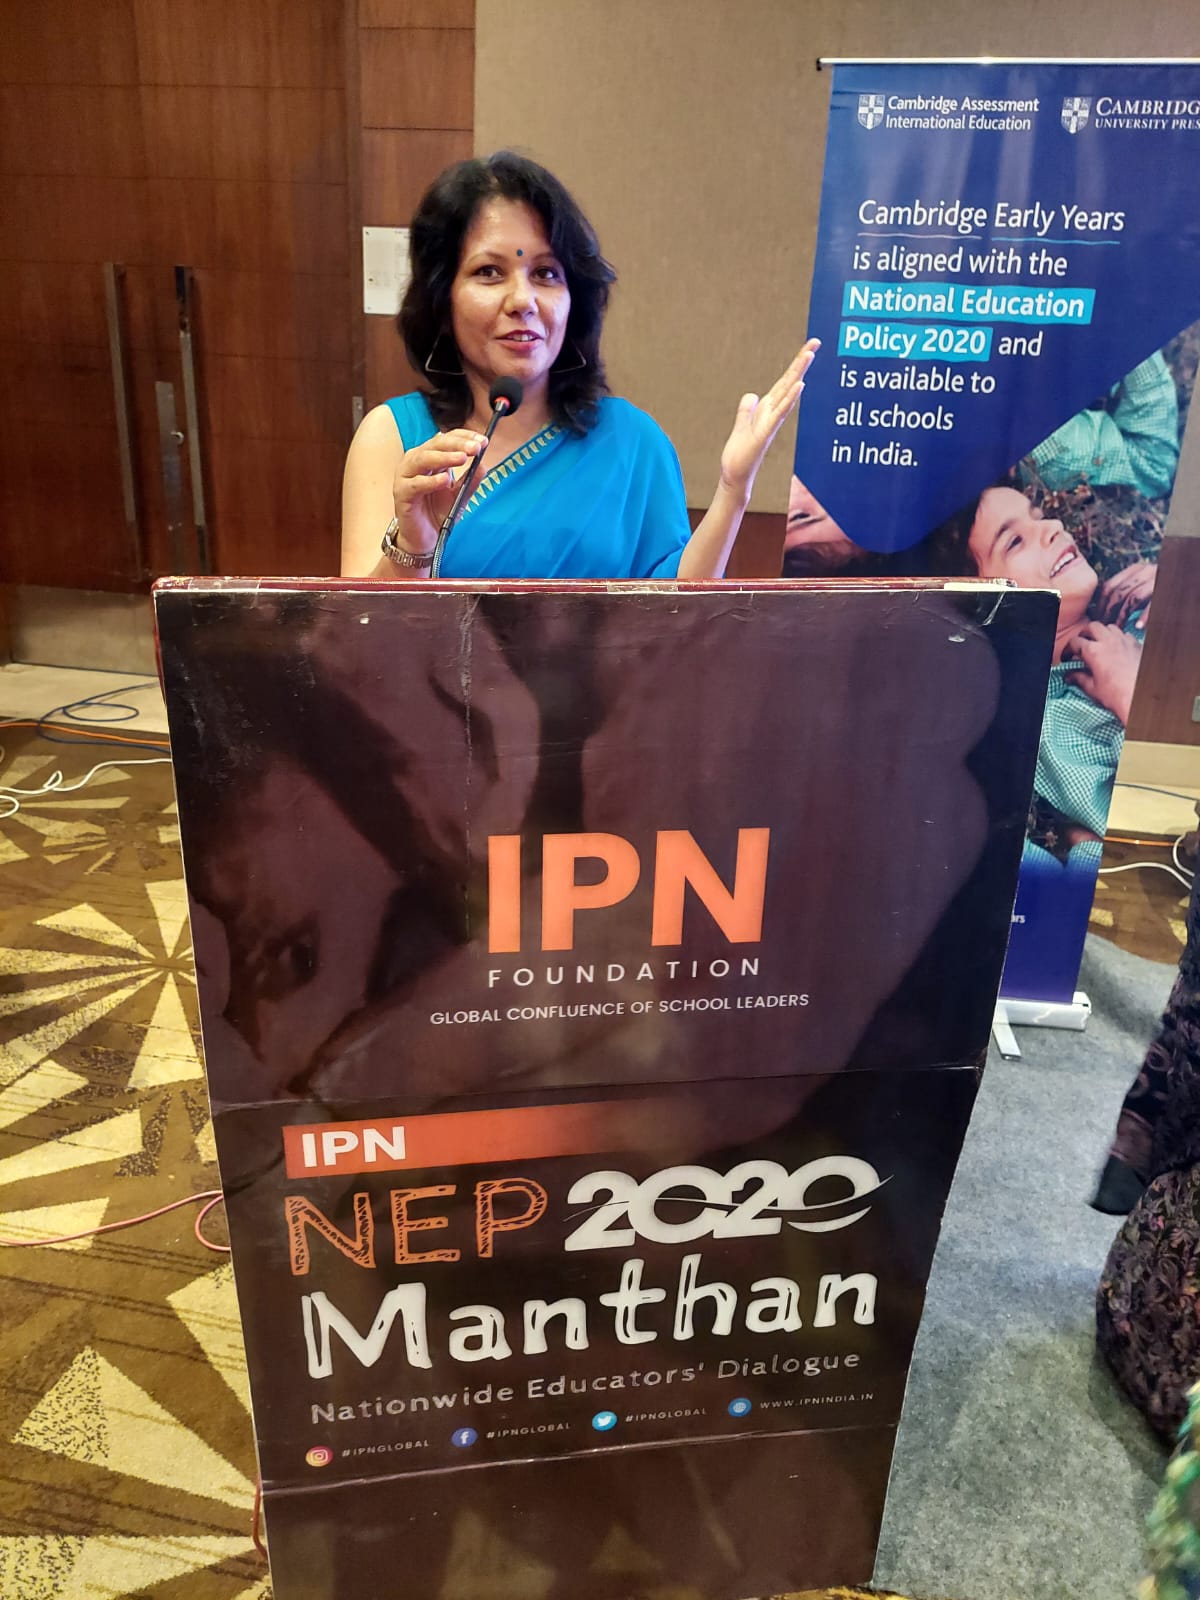 Cambridge Assessment
International Education
CAMBRIDG
UNIVERSITY PRES
Cambridge Early Years
is aligned with the
National Education
Policy 2020 and
is available to
all schools
in India.
IPN
FOUNDATION
GLOBAL CONFLUENCE OF SCHOOL LEADERS
IPN
NEP 2020
Manthan
Nationwide Educators' Dialogue
#IPNGLOBAL
#IPNGLOBAL
#IPNGLOBAL
WWW.IPNINDIA.IN